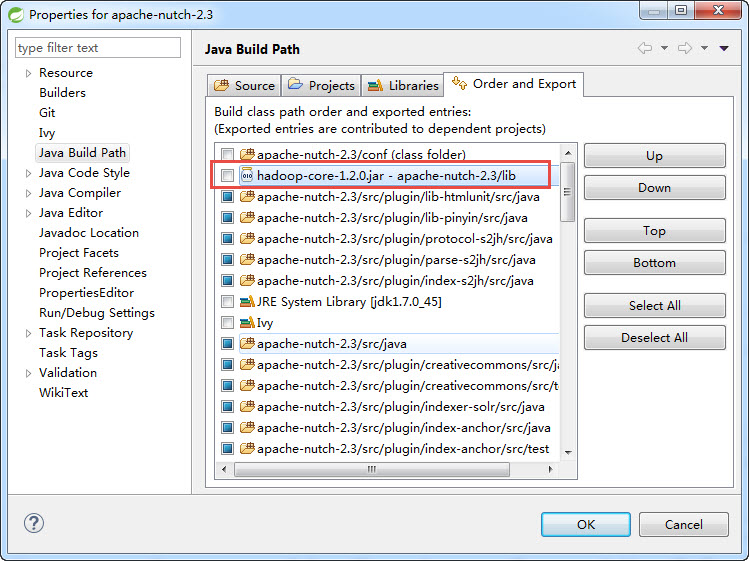 Properties for apache-nutch-2.3
type filter text
Resource
Builders
Git
Ivy
Java Build Path
Java Code Style
Java Compiler
Java Editor
Javadoc Location
Project Facets
Project References
PropertiesEditor
Run/Debug Settings
Task Repository
Task Tags
Validation
WikiText
Java Build Path
Source
Projects
Libraries
Order and Export
Build class path order and exported entries:
(Exported entries are contributed to dependent projects)
apache-nutch-2.3/conf (class folder)
hadoop-core-1.2.0.jar - apache-nutch-2.3/lib
apache-nutch-2.3/src/plugin/lib-htmlunit/src/java
apache-nutch-2.3/src/plugin/lib-pinyin/src/java
apache-nutch-2.3/src/plugin/protocol-s2jh/src/java
apache-nutch-2.3/src/plugin/parse-s2jh/src/java
apache-nutch-2.3/src/plugin/index-s2jh/src/java
JRE System Library [jdk1.7.0_45]
Ivy
apache-nutch-2.3/src/java
apache-nutch-2.3/src/plugin/creativecommons/src/ja
apache-nutch-2.3/src/plugin/creativecommons/src/t
apache-nutch-2.3/src/plugin/indexer-solr/src/java
apache-nutch-2.3/src/plugin/index-anchor/src/java
apache-nutch-2.3/src/plugin/index-anchor/src/test
Up
Down
Top
Bottom
Select All
Deselect All
OK
Cancel